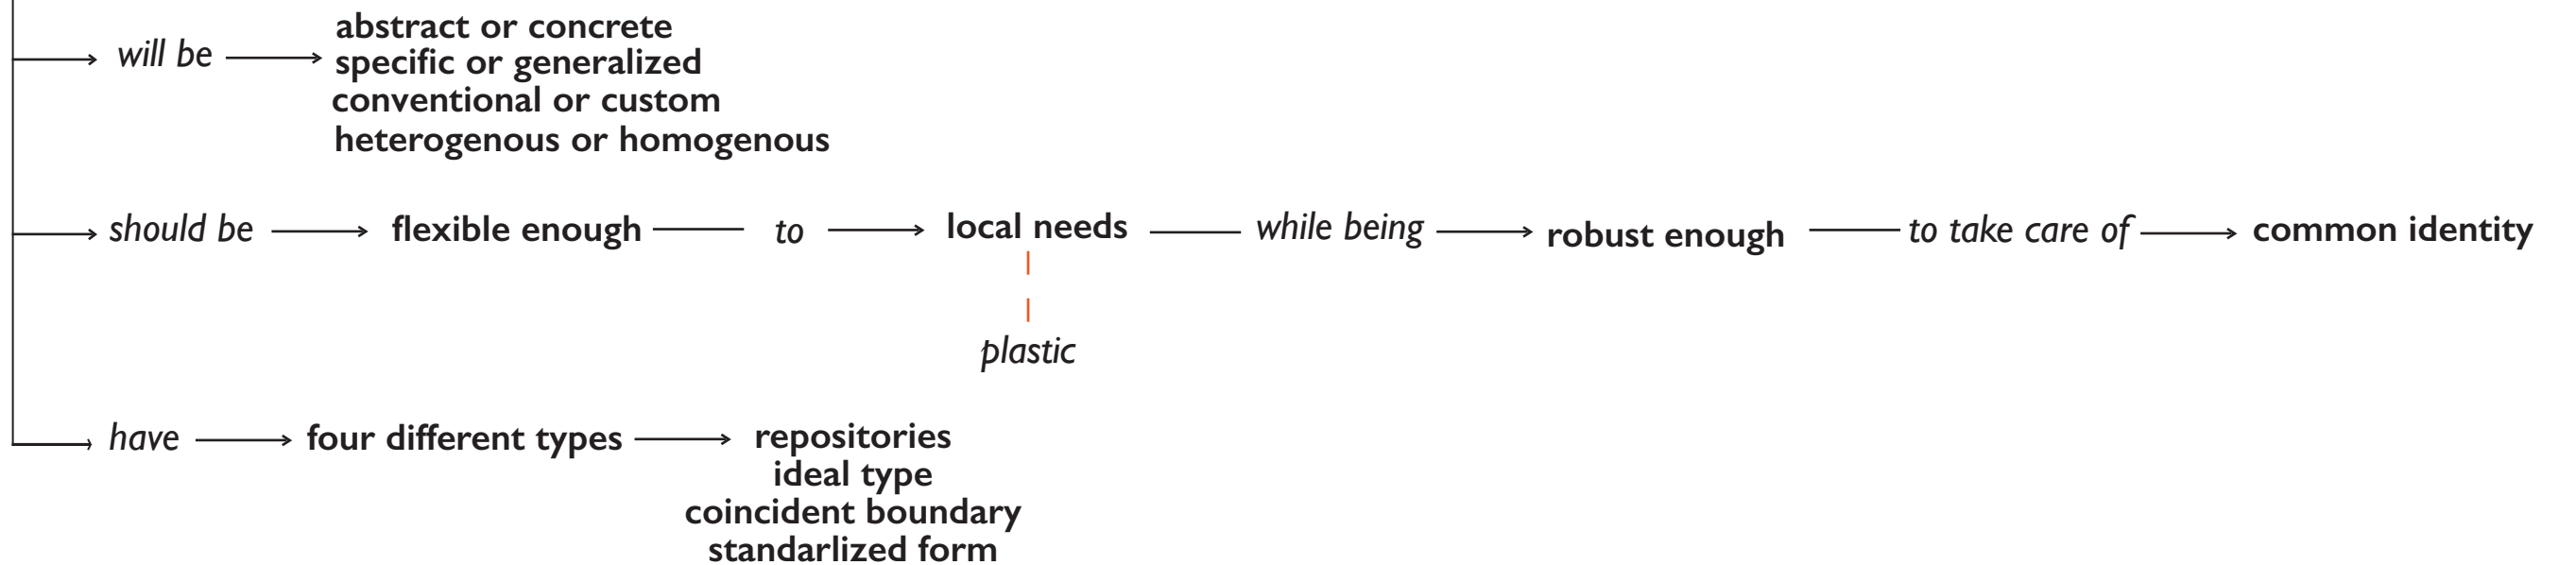 will be
abstract or concrete
specific or generalized
conventional or custom
heterogenous or homogenous
should be flexible enough to local needs while being robust enough to take care of common identity
plastic
have four different types repositories
ideal type
coincident boundary
standarlized form